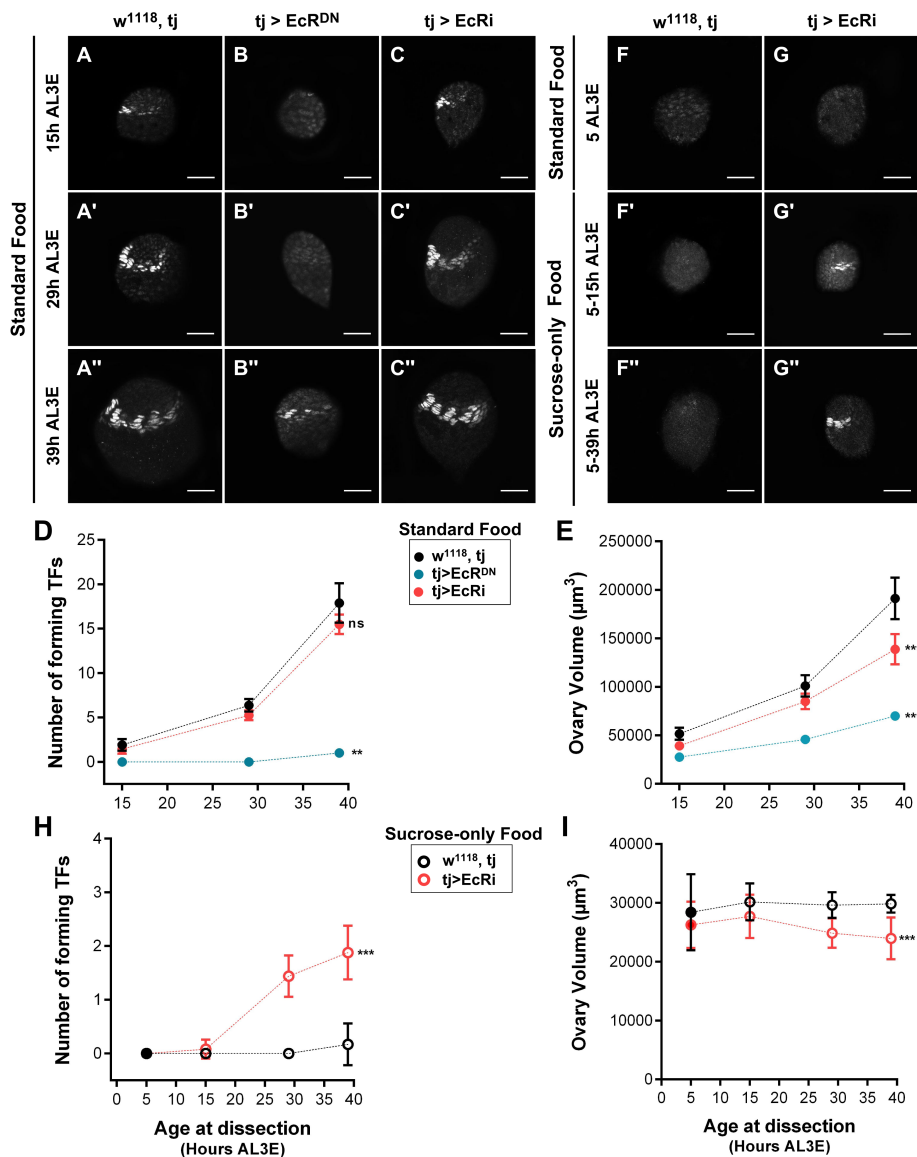 w1118, tj
tj > EcRDN
tj > EcRi
w1118, tj
tj > EcRi
Standard Food
15h AL3E
29h AL3E
39h AL3E
A
B
C
A'
B'
C'
A''
B''
C''
Standard Food
Sucrose-only Food
5 AL3E
5-15h AL3E
5-39h AL3E
F
G
F'
G'
F''
G''
D
Number of forming TFs
25
20
15
10
5
0
15 20 25 30 35 40
ns
**
Standard Food
w1118, tj
tj>EcRDN
tj>EcRi
E
Ovary Volume (µm3)
250000
200000
150000
100000
50000
0
15 20 25 30 35 40
**
**
H
Number of forming TFs
4
3
2
1
0
0 5 10 15 20 25 30 35 40
***
Age at dissection
(Hours AL3E)
Sucrose-only Food
w1118, tj
tj>EcRi
I
Ovary Volume (µm3)
40000
30000
20000
10000
0
0 5 10 15 20 25 30 35 40
***
Age at dissection
(Hours AL3E)